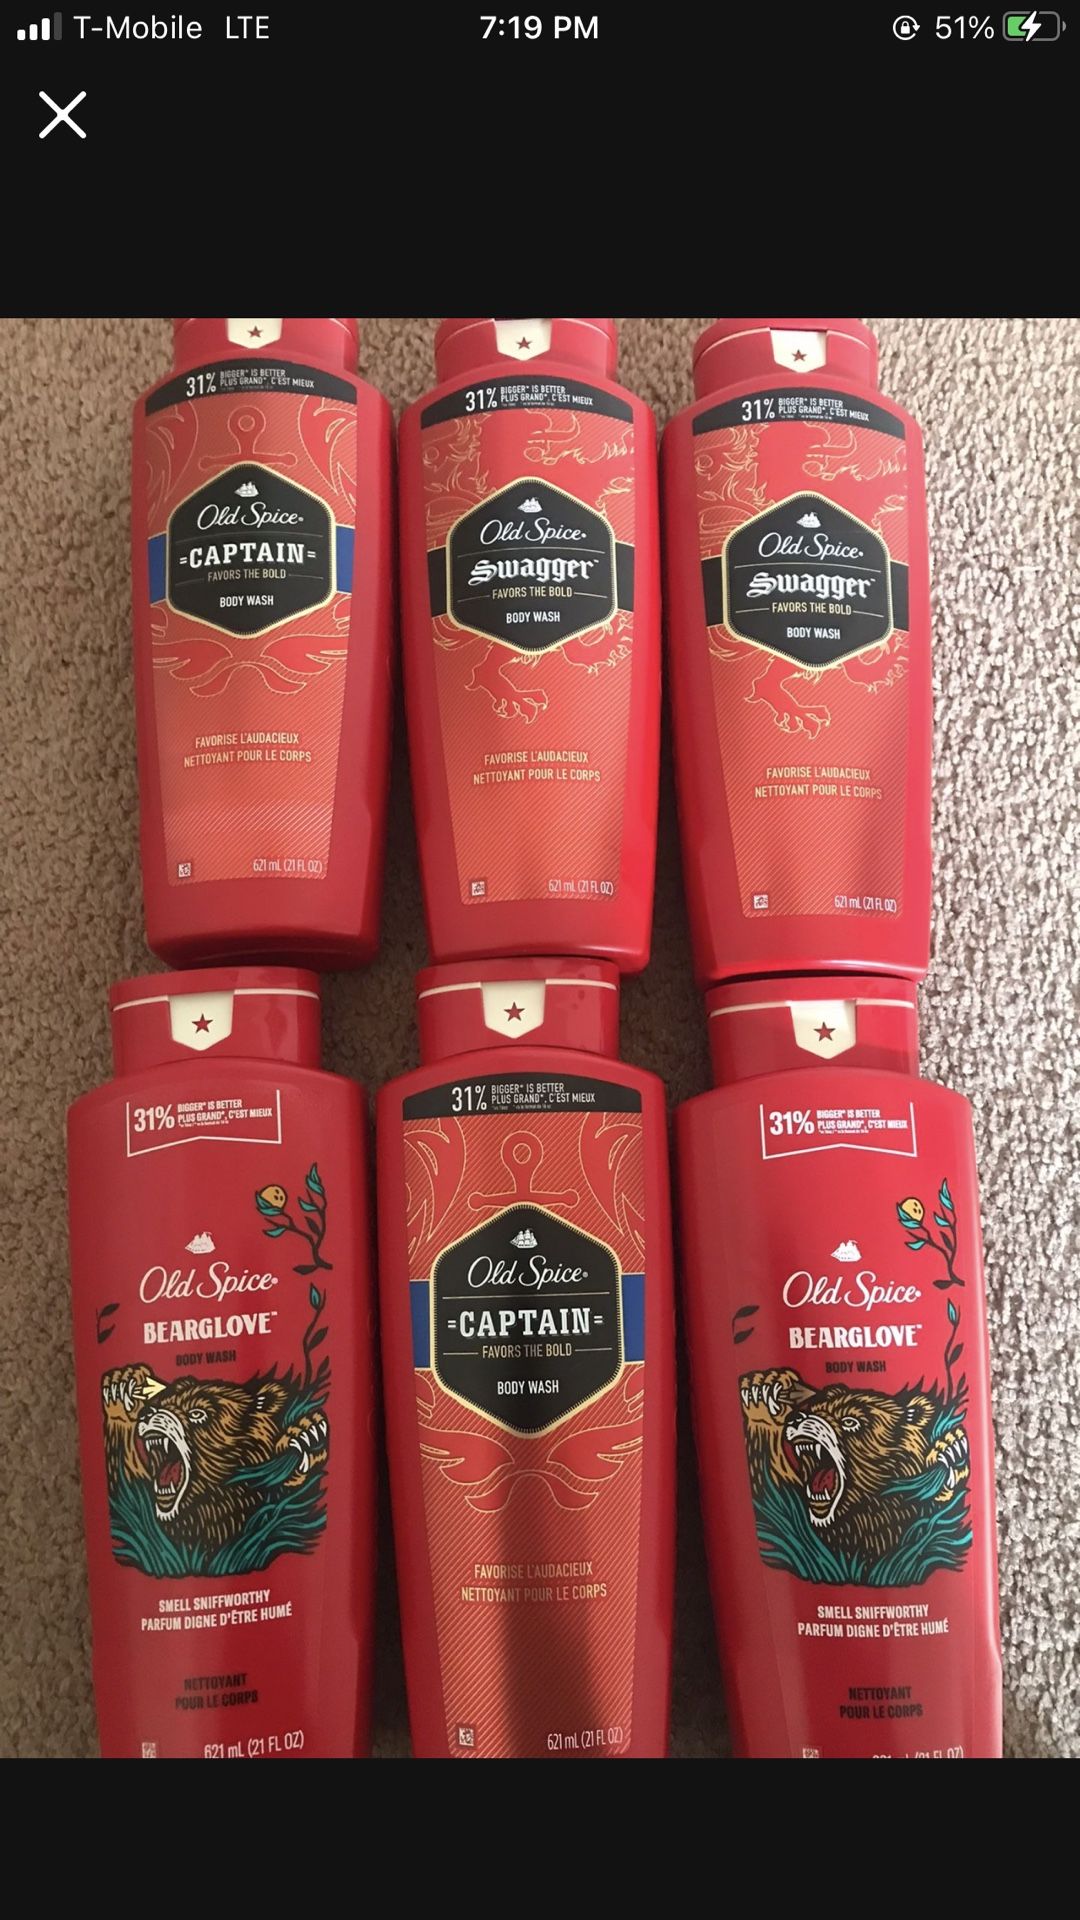 T-Mobile LTE 7:19 PM 51%
31% BIGGER* IS BETTER
PLUS GRAND*, C'EST MIEUX
Old Spice
CAPTAIN
FAVORS THE BOLD
BODY WASH
FAVORISE L'AUDACIEUX
NETTOYANT POUR LE CORPS
621 mL (21 FL OZ)
31% BIGGER* IS BETTER
PLUS GRAND*, C'EST MIEUX
Old Spice
Swagger™
FAVORS THE BOLD
BODY WASH
FAVORISE L'AUDACIEUX
NETTOYANT POUR LE CORPS
621 mL (21 FL OZ)
31% BIGGER* IS BETTER
PLUS GRAND*, C'EST MIEUX
Old Spice
Swagger™
FAVORS THE BOLD
BODY WASH
FAVORISE L'AUDACIEUX
NETTOYANT POUR LE CORPS
621 mL (21 FL OZ)
31% BIGGER* IS BETTER
PLUS GRAND*, C'EST MIEUX
Old Spice
BEARGLOVE™
BODY WASH
SMELL SNIFFWORTHY
PARFUM DIGNE D'ÊTRE HUMÉ
NETTOYANT
POUR LE CORPS
621 mL (21 FL OZ)
31% BIGGER* IS BETTER
PLUS GRAND*, C'EST MIEUX
Old Spice
CAPTAIN
FAVORS THE BOLD
BODY WASH
FAVORISE L'AUDACIEUX
NETTOYANT POUR LE CORPS
621 mL (21 FL OZ)
31% BIGGER* IS BETTER
PLUS GRAND*, C'EST MIEUX
Old Spice
BEARGLOVE™
BODY WASH
SMELL SNIFFWORTHY
PARFUM DIGNE D'ÊTRE HUMÉ
NETTOYANT
POUR LE CORPS